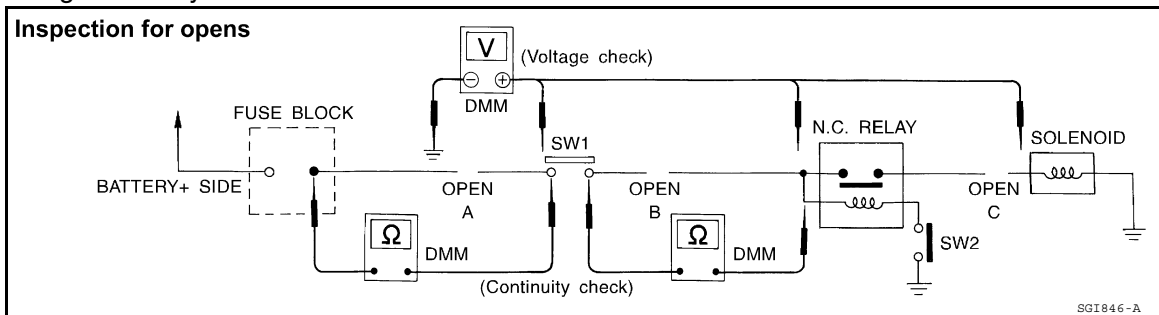 Inspection for opens
V
(Voltage check)
DMM
FUSE BLOCK
SW1
N.C. RELAY
SOLENOID
BATTERY+ SIDE
OPEN
A
OPEN
B
OPEN
C
Ω
DMM
Ω
DMM
SW2
(Continuity check)
SGI846-A